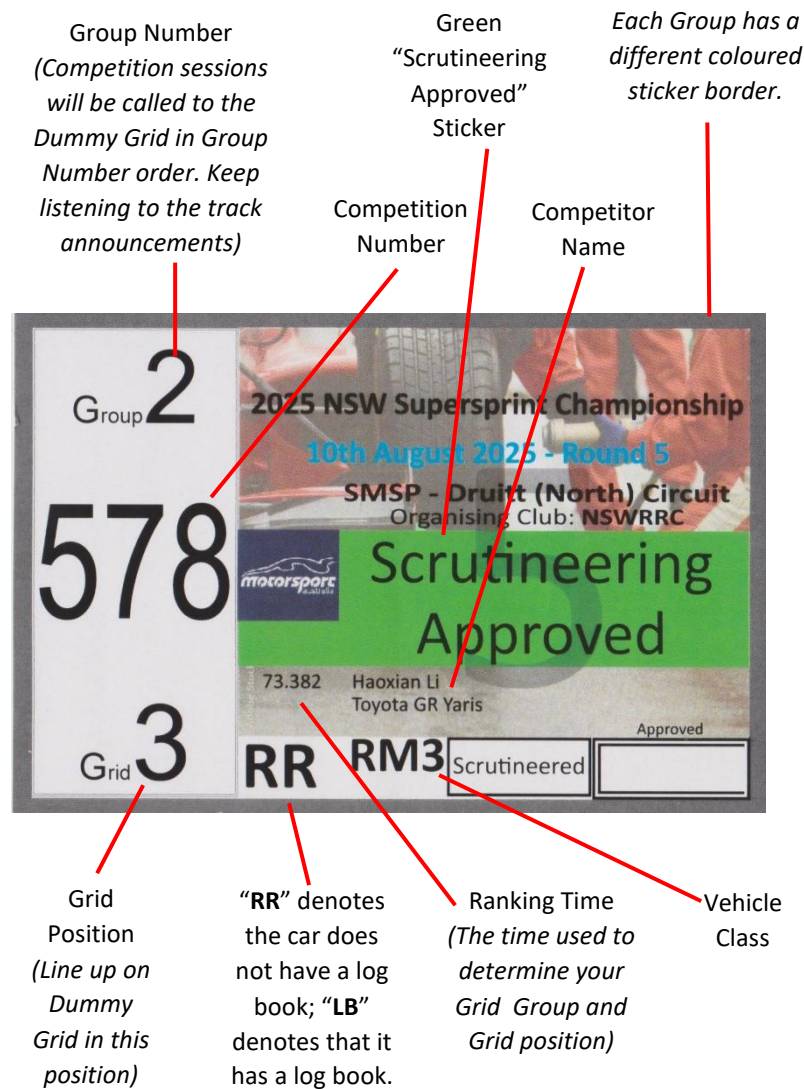 Group Number
(Competition sessions
will be called to the
Dummy Grid in Group
Number order. Keep
listening to the track
announcements)
Green
“Scrutineering
Approved”
Sticker
Each Group has a
different coloured
sticker border.
Competition
Number
Competitor
Name
Group 2
578
Grid 3
2025 NSW Supersprint Championship
10th August 2025 - Round 5
SMSP - Druitt (North) Circuit
Organising Club: NSWRRC
motorsport
australia
Scrutineering
Approved
73.382
Haoxian Li
Toyota GR Yaris
RR
RM3
Scrutineered
Approved
Grid
Position
(Line up on
Dummy
Grid in this
position)
“RR” denotes
the car does
not have a log
book; “LB”
denotes that it
has a log book.
Ranking Time
(The time used to
determine your
Grid Group and
Grid position)
Vehicle
Class